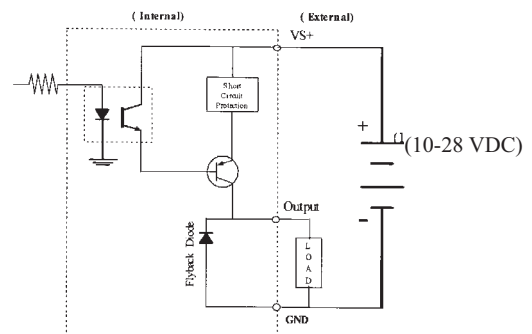 ( Internal)
( External)
VS+
Short
Circuit
Protection
+
(10-28 VDC)
-
Output
Flyback Diode
L
O
A
D
GND